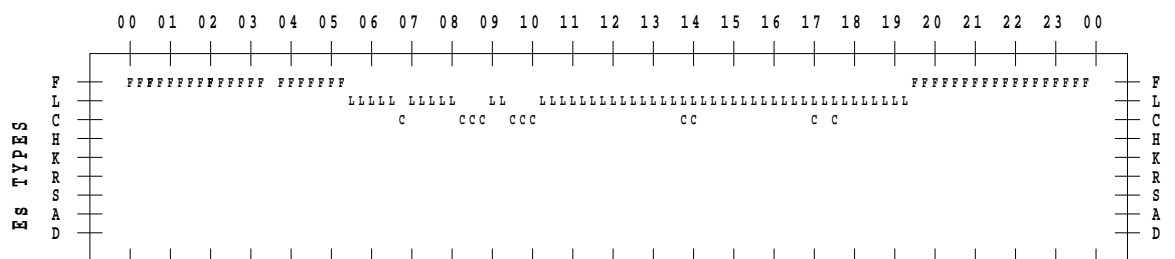 00 01 02 03 04 05 06 07 08 09 10 11 12 13 14 15 16 17 18 19 20 21 22 23 00
F FFFFFFFFFFFFFF FFFFFFF FFFFFFFFFFFFFFFFFF F
L LLLLL LLLLL LL LLLLLLLLLLLLLLLLLLLLLLLLLLLLLLLLLLLLL L
C C CCC CCC CC C C C
H H
K K
R R
S S
A A
D D
Es TYPES